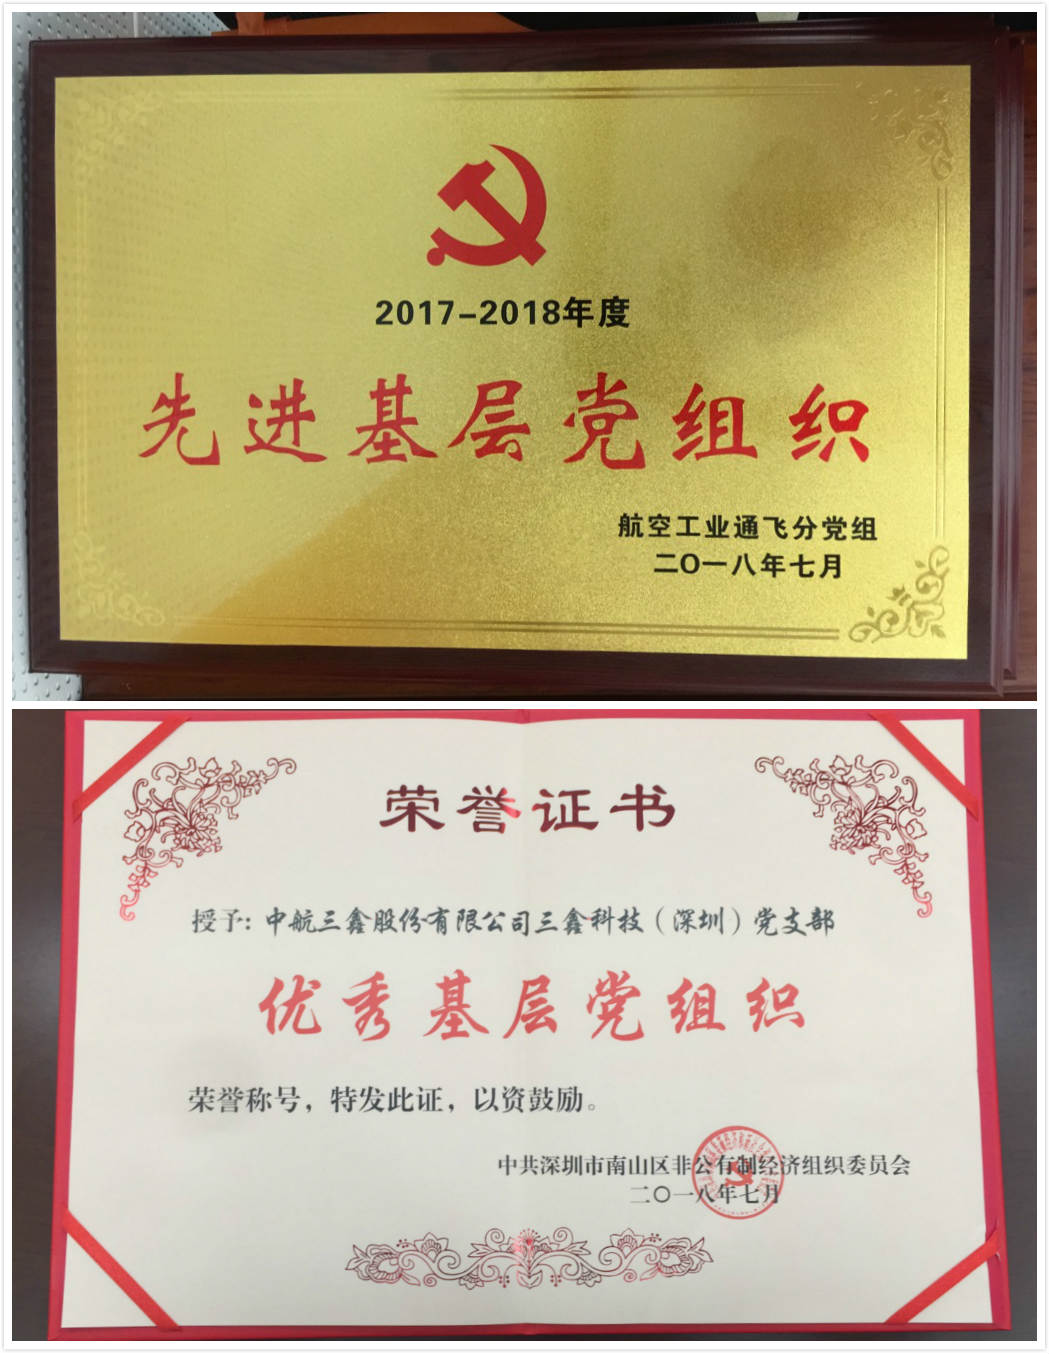 2017-2018年度
先进基层党组织
航空工业通飞分党组
二〇一八年七月
荣誉证书
授予：中航三鑫股份有限公司三鑫科技（深圳）党支部
优秀基层党组织
荣誉称号，特发此证，以资鼓励。
中共深圳市南山区非公有制经济组织委员会
二〇一八年七月